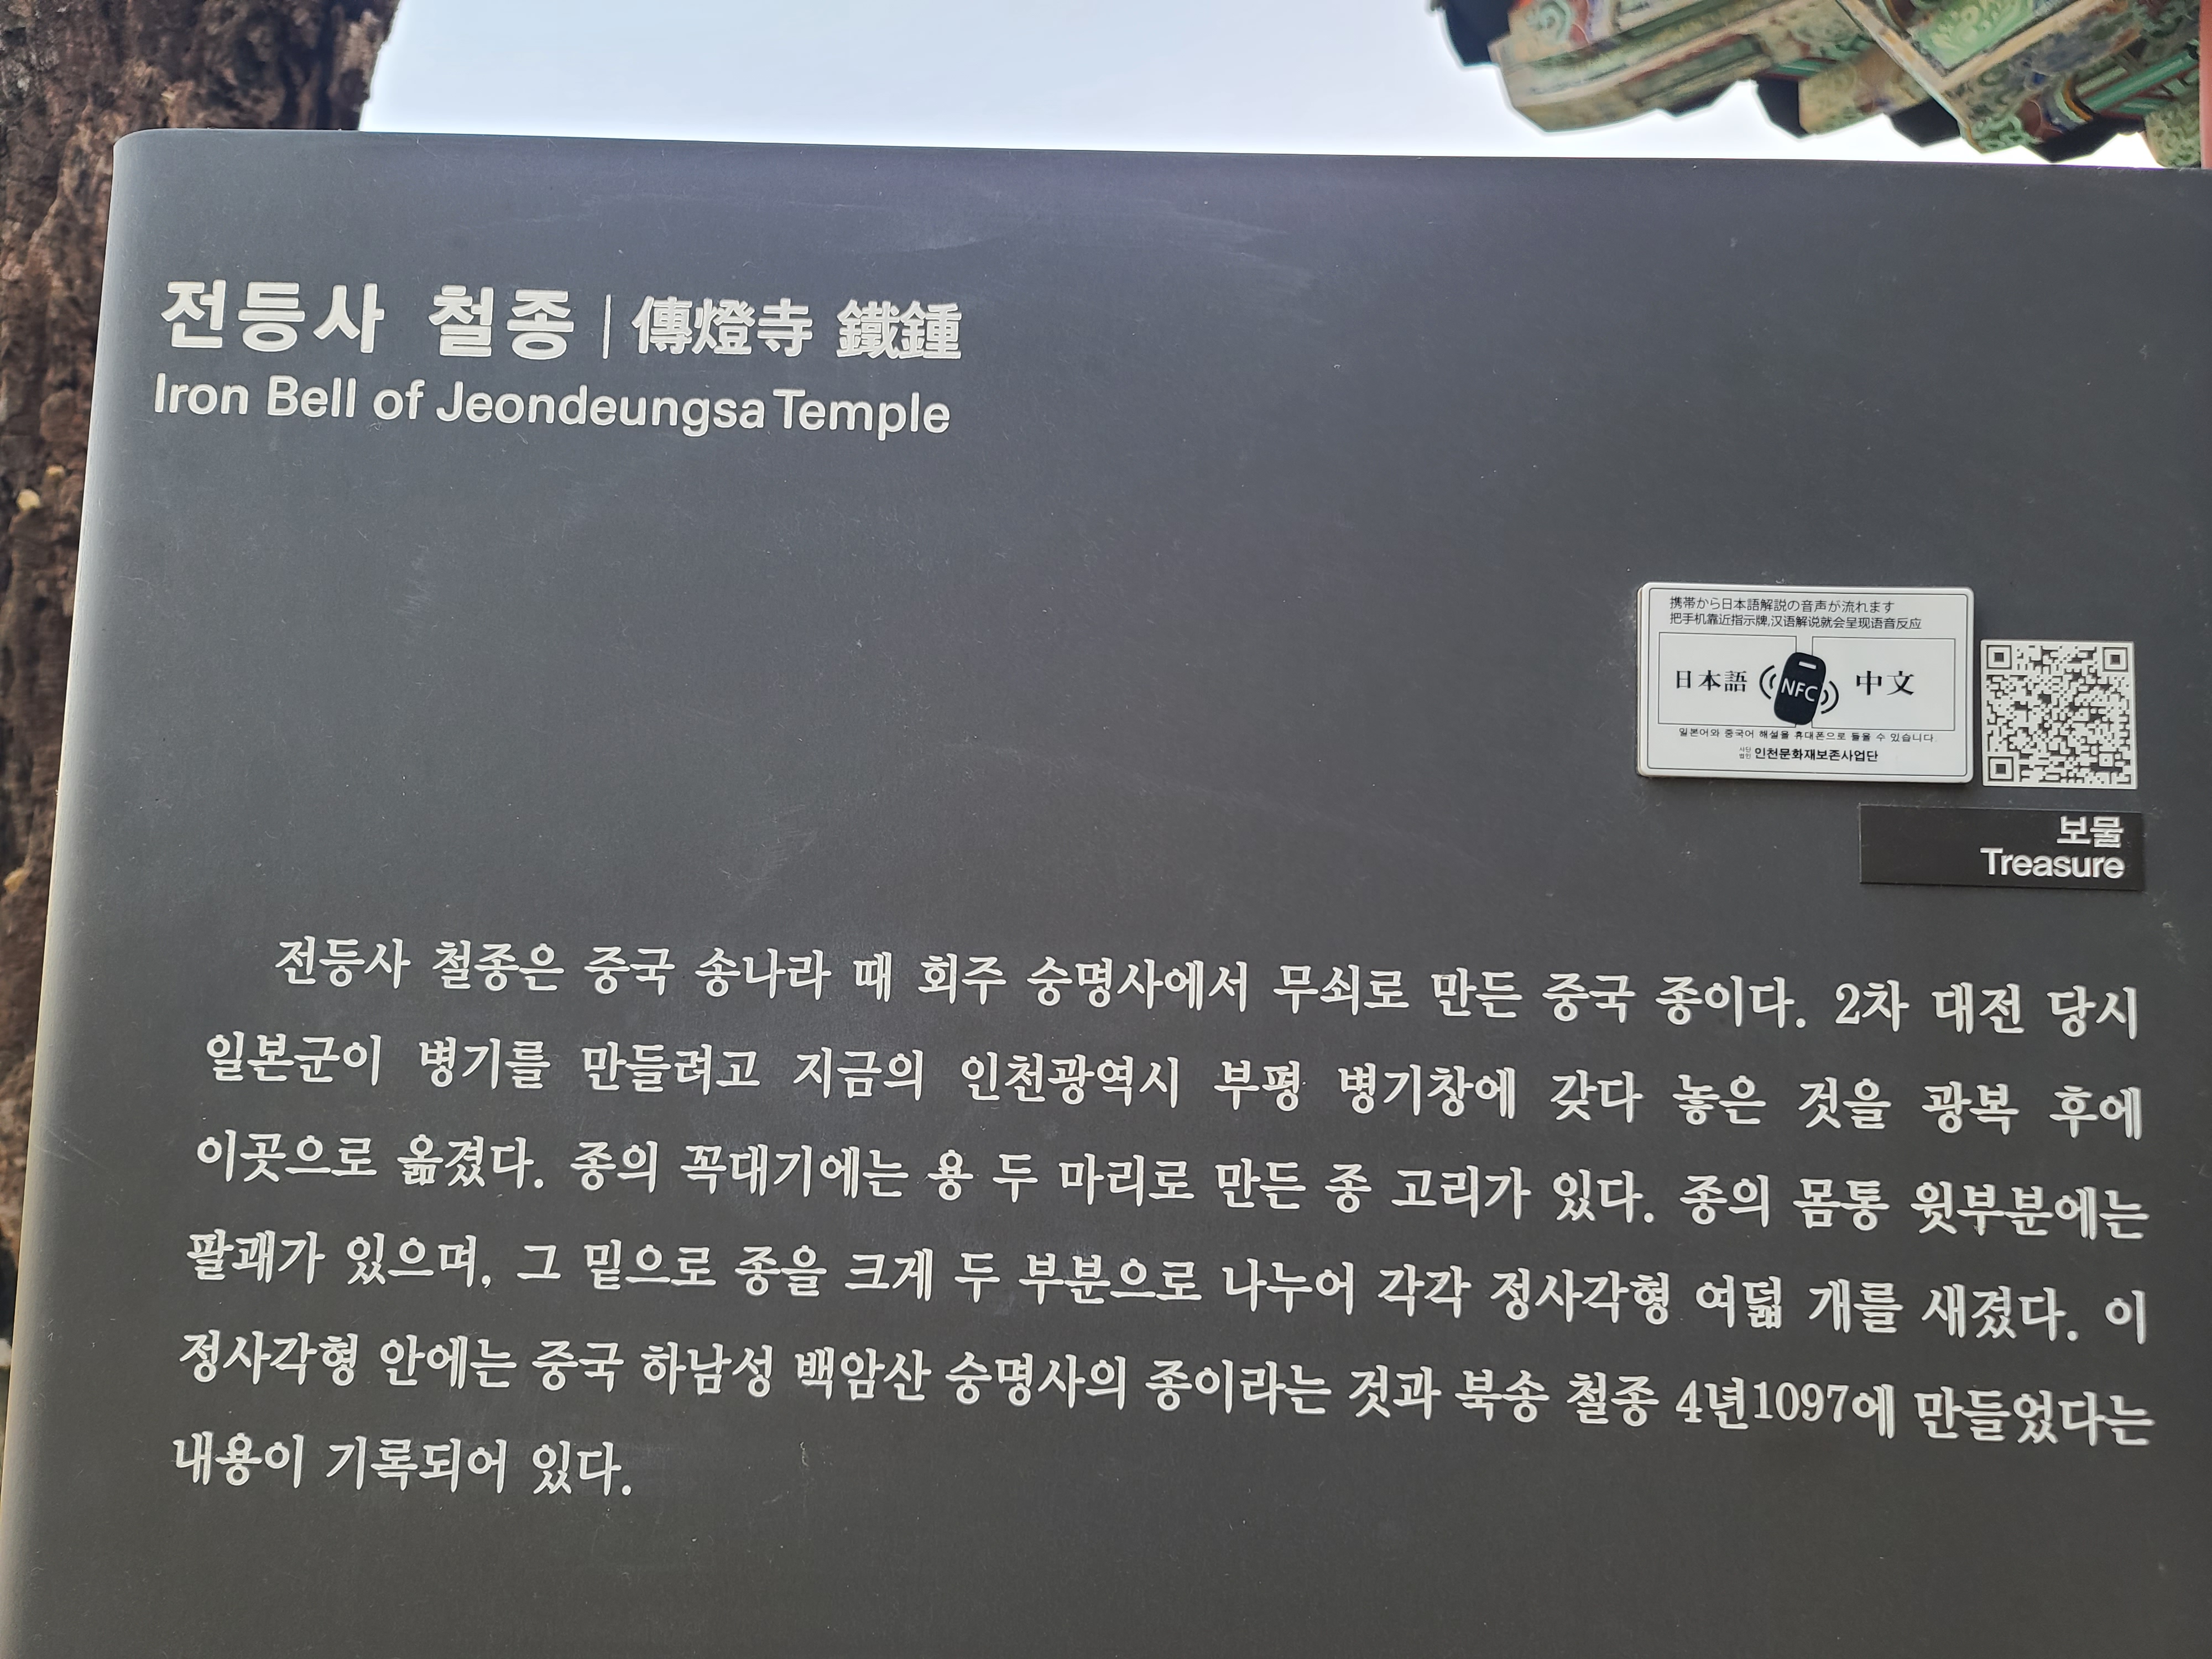 전등사 철종 | 傳燈寺 鐵鍾
Iron Bell of Jeondeungsa Temple
携帯から日本語解説の音声が流れます
把手机靠近指示牌,汉语解说就会呈现语音反应
日本語 NFC 中文
일본어와 중국어 해설을 휴대폰으로 들을 수 있습니다.
사단법인 인천문화재보존사업단
보물
Treasure
전등사 철종은 중국 송나라 때 회주 숭명사에서 무쇠로 만든 중국 종이다. 2차 대전 당시
일본군이 병기를 만들려고 지금의 인천광역시 부평 병기창에 갖다 놓은 것을 광복 후에
이곳으로 옮겼다. 종의 꼭대기에는 용 두 마리로 만든 종 고리가 있다. 종의 몸통 윗부분에는
팔괘가 있으며, 그 밑으로 종을 크게 두 부분으로 나누어 각각 정사각형 여덟 개를 새겼다. 이
정사각형 안에는 중국 하남성 백암산 숭명사의 종이라는 것과 북송 철종 4년1097에 만들었다는
내용이 기록되어 있다.